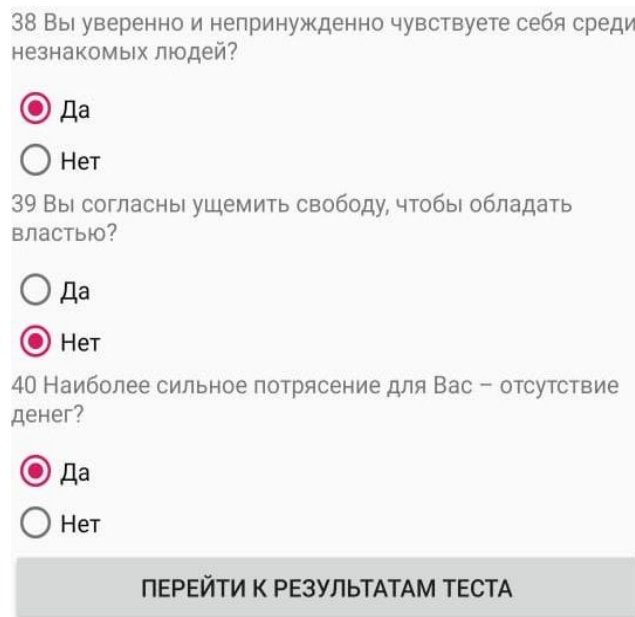 38 Вы уверенно и непринужденно чувствуете себя среди
незнакомых людей?
Да
Нет
39 Вы согласны ущемить свободу, чтобы обладать
властью?
Да
Нет
40 Наиболее сильное потрясение для Вас – отсутствие
денег?
Да
Нет
ПЕРЕЙТИ К РЕЗУЛЬТАТАМ ТЕСТА